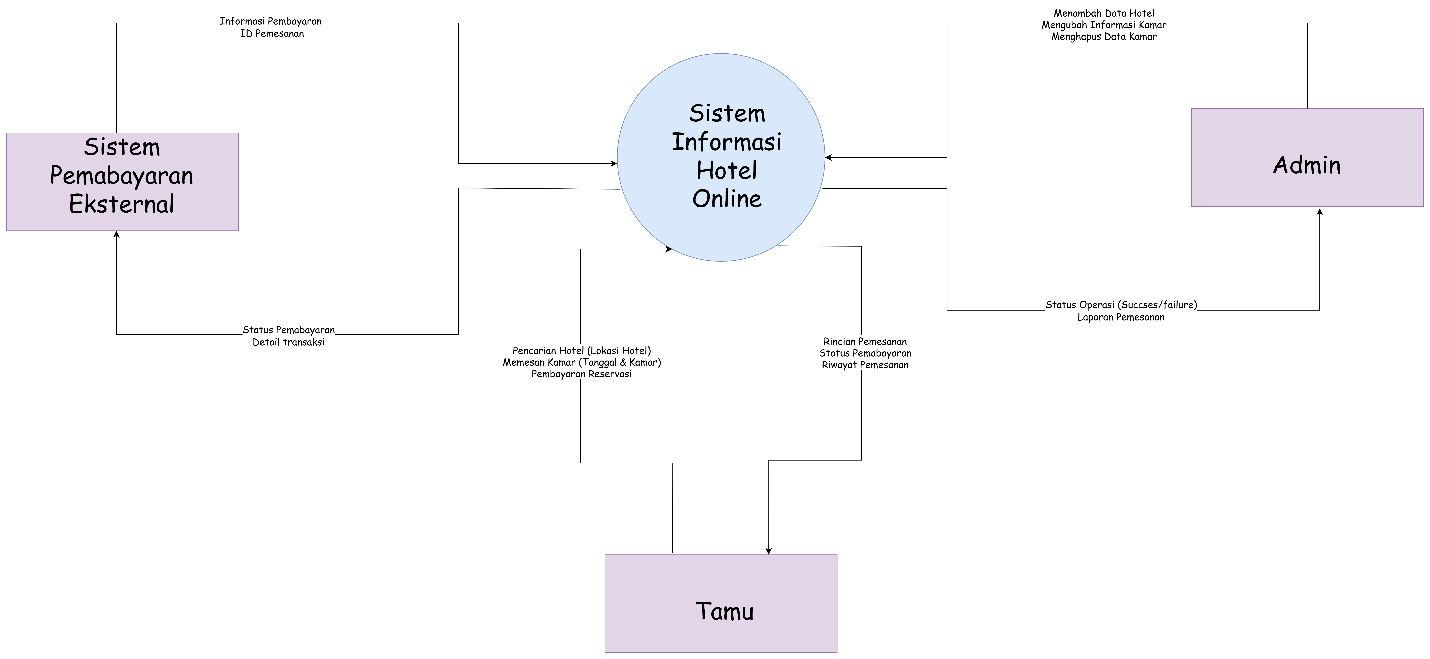 Informasi Pembayaran
ID Pemesanan
Menambah Data Hotel
Mengubah Informasi Kamar
Menghapus Data Kamar
Sistem
Pemabayaran
Eksternal
Sistem
Informasi
Hotel
Online
Admin
Status Pemabayaran
Detail transaksi
Status Operasi (Succses/failure)
Laporan Pemesanan
Pencarian Hotel (Lokasi Hotel)
Memesan Kamar (Tanggal & Kamar)
Pembayaran Reservasi
Rincian Pemesanan
Status Pemabayaran
Riwayat Pemesanan
Tamu